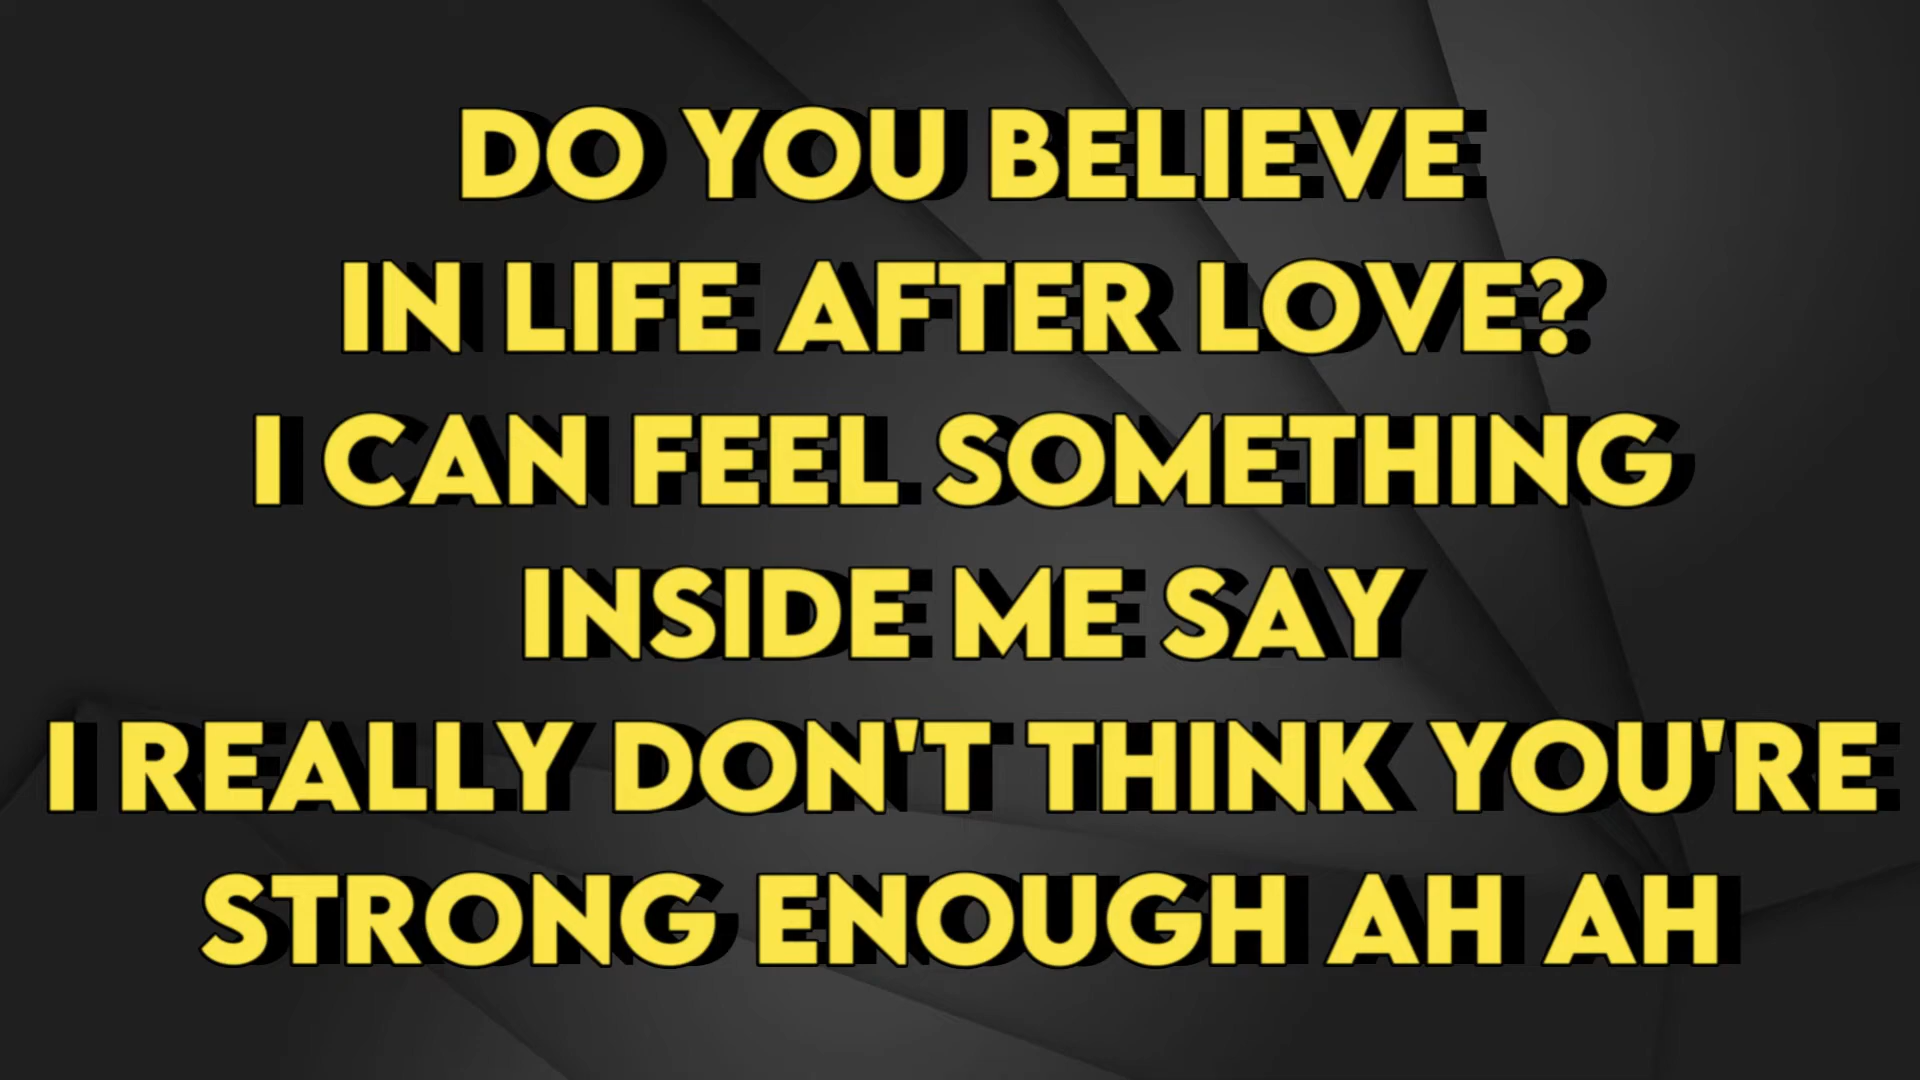 DO YOU BELIEVE
IN LIFE AFTER LOVE?
I CAN FEEL SOMETHING
INSIDE ME SAY
I REALLY DON'T THINK YOU'RE
STRONG ENOUGH AH AH